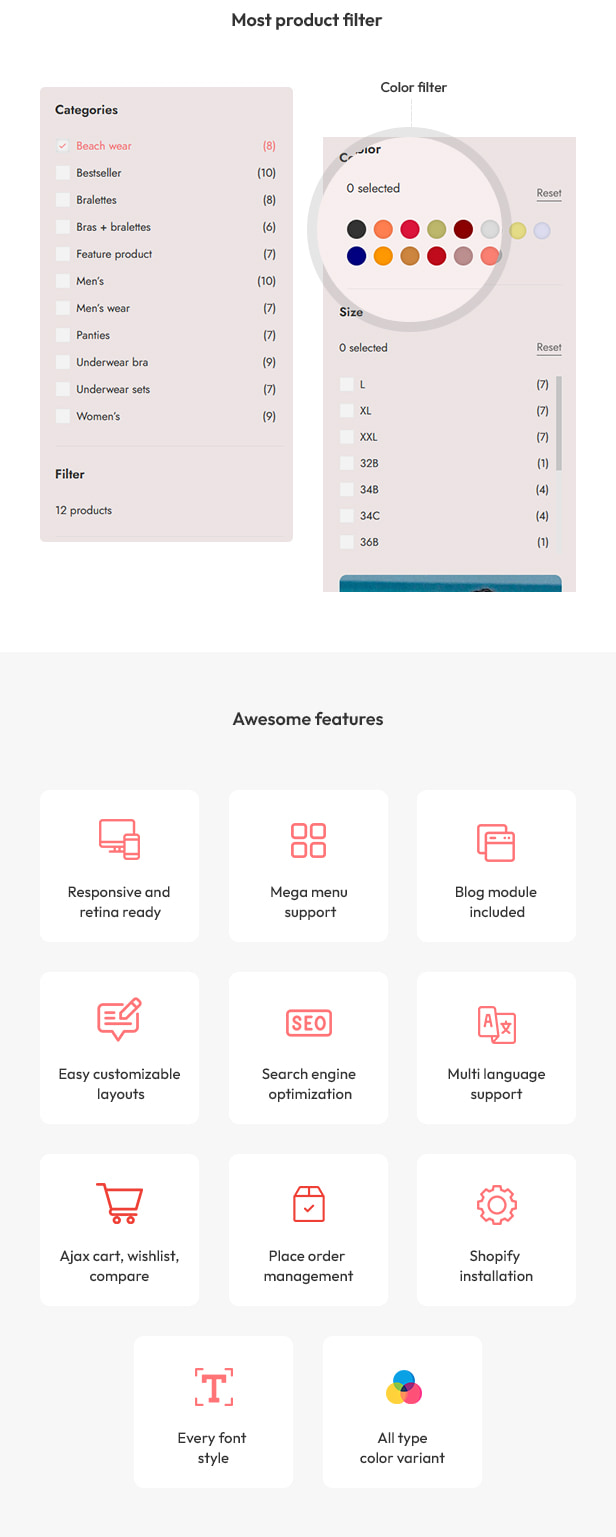 Most product filter
Categories
Beach wear (8)
Bestseller (10)
Bralettes (8)
Bras + bralettes (6)
Feature product (7)
Men's (10)
Men's wear (7)
Panties (7)
Underwear bra (9)
Underwear sets (7)
Women's (9)
Filter
12 products
Color filter
Color
0 selected Reset
Size
0 selected Reset
L (7)
XL (7)
XXL (7)
32B (1)
34B (4)
34C (4)
36B (1)
Awesome features
Responsive and
retina ready
Mega menu
support
Blog module
included
Easy customizable
layouts
SEO
Search engine
optimization
A 文
Multi language
support
Ajax cart, wishlist,
compare
Place order
management
Shopify
installation
T
Every font
style
All type
color variant